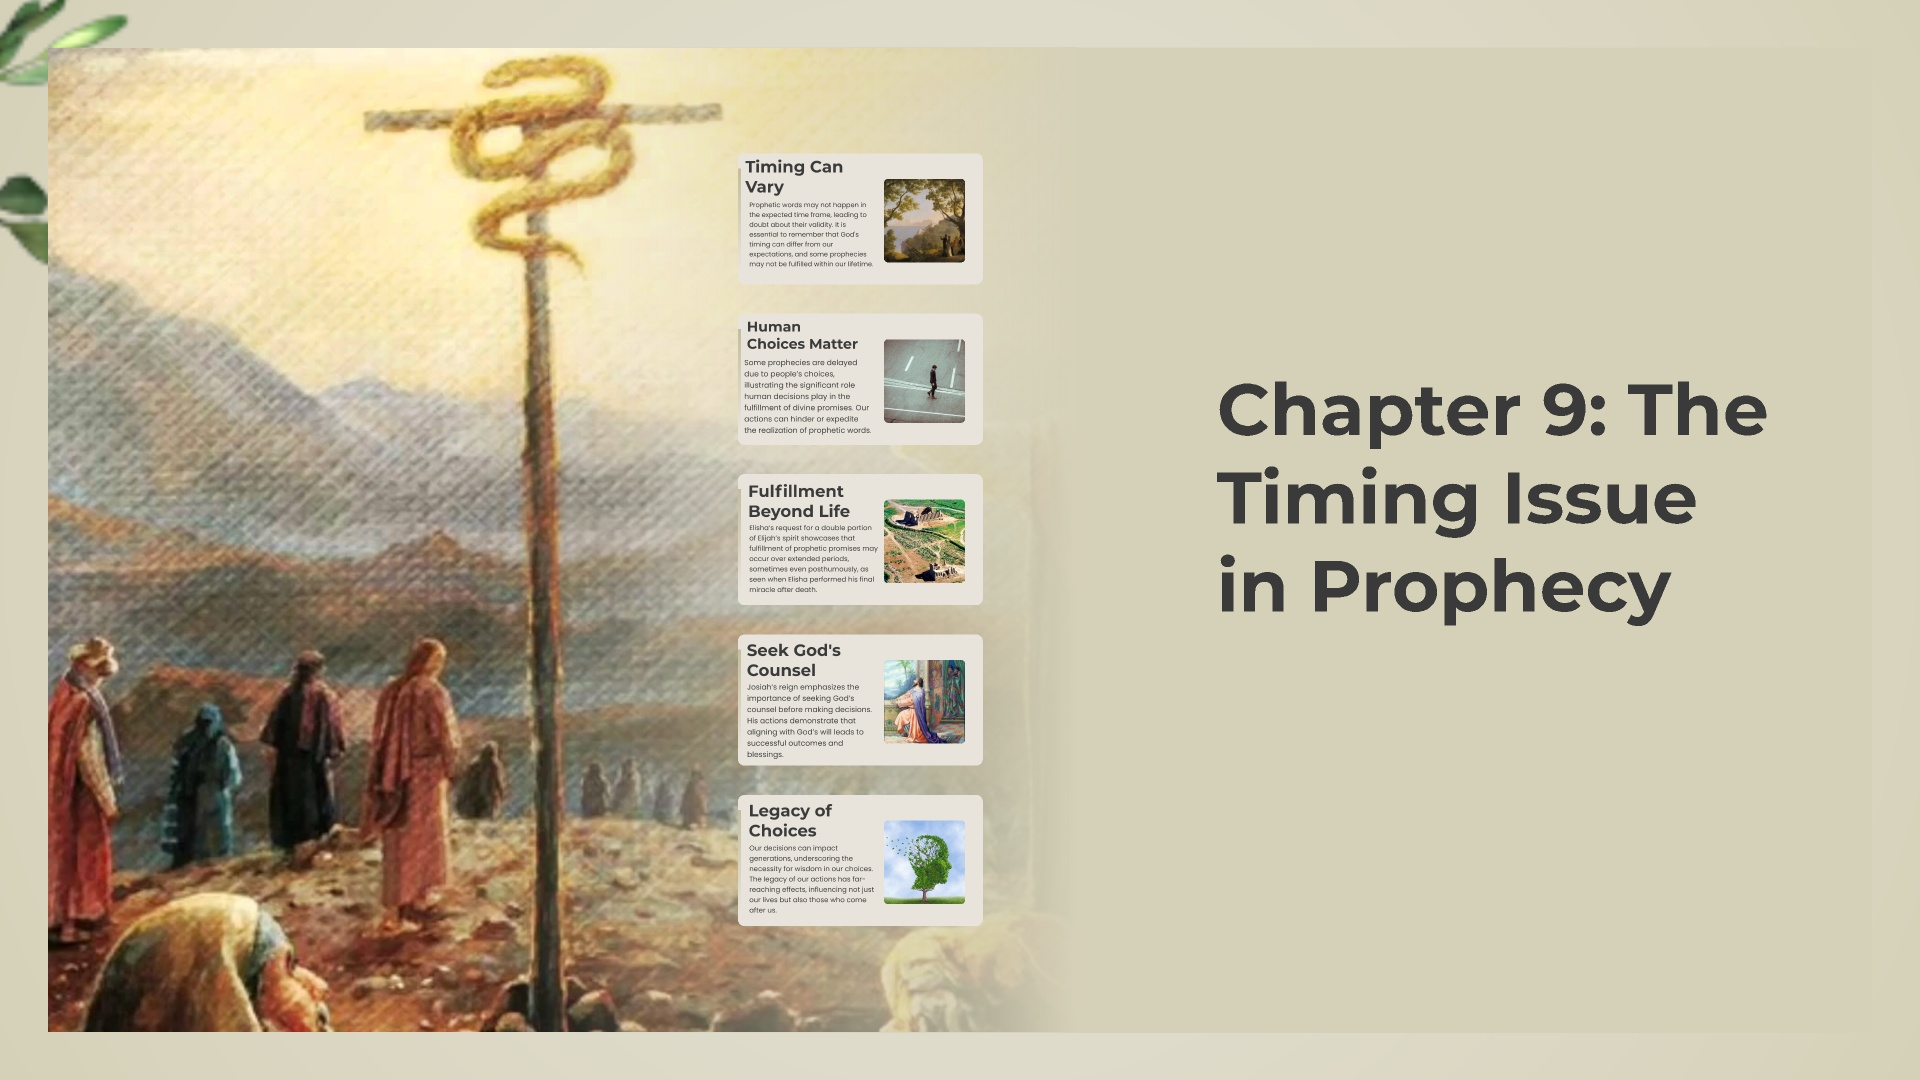 Timing Can
Vary
Prophetic words may not happen in
the expected time frame, leading to
doubt about their validity. It is
essential to remember that God's
timing can differ from our
expectations, and some prophecies
may not be fulfilled within our lifetime.
Human
Choices Matter
Some prophecies are delayed
due to people's choices,
illustrating the significant role
human decisions play in the
fulfillment of divine promises. Our
actions can hinder or expedite
the realization of prophetic words.
Fulfillment
Beyond Life
Elisha's request for a double portion
of Elijah's spirit showcases that
fulfillment of prophetic promises may
occur over extended periods,
sometimes even posthumously, as
seen when Elisha performed his final
miracle after death.
Seek God's
Counsel
Josiah's reign emphasizes the
importance of seeking God's
counsel before making decisions.
His actions demonstrate that
aligning with God's will leads to
successful outcomes and
blessings.
Legacy of
Choices
Our decisions can impact
generations, underscoring the
necessity for wisdom in our choices.
The legacy of our actions has far-
reaching effects, influencing not just
our lives but also those who come
after us.
Chapter 9: The
Timing Issue
in Prophecy